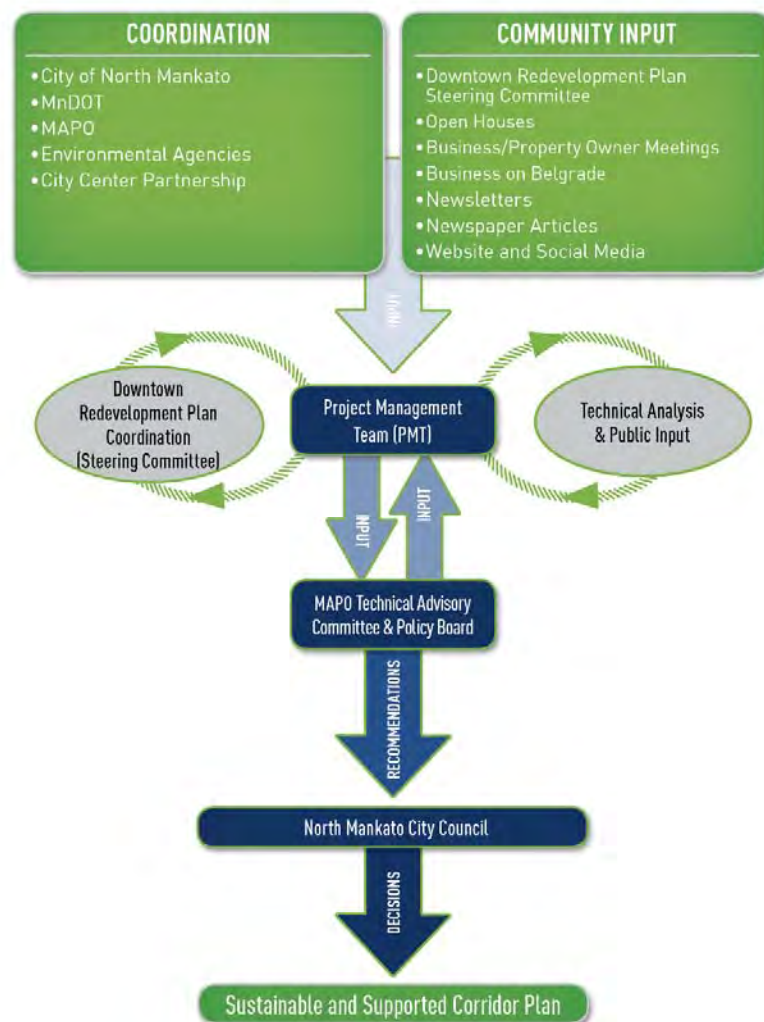 COORDINATION
•City of North Mankato
•MnDOT
•MAPO
•Environmental Agencies
•City Center Partnership
COMMUNITY INPUT
•Downtown Redevelopment Plan
Steering Committee
•Open Houses
•Business/Property Owner Meetings
•Business on Belgrade
•Newsletters
•Newspaper Articles
•Website and Social Media
INPUT
Downtown
Redevelopment Plan
Coordination
(Steering Committee)
Project Management
Team (PMT)
Technical Analysis
& Public Input
INPUT
INPUT
MAPO Technical Advisory
Committee & Policy Board
RECOMMENDATIONS
North Mankato City Council
DECISIONS
Sustainable and Supported Corridor Plan